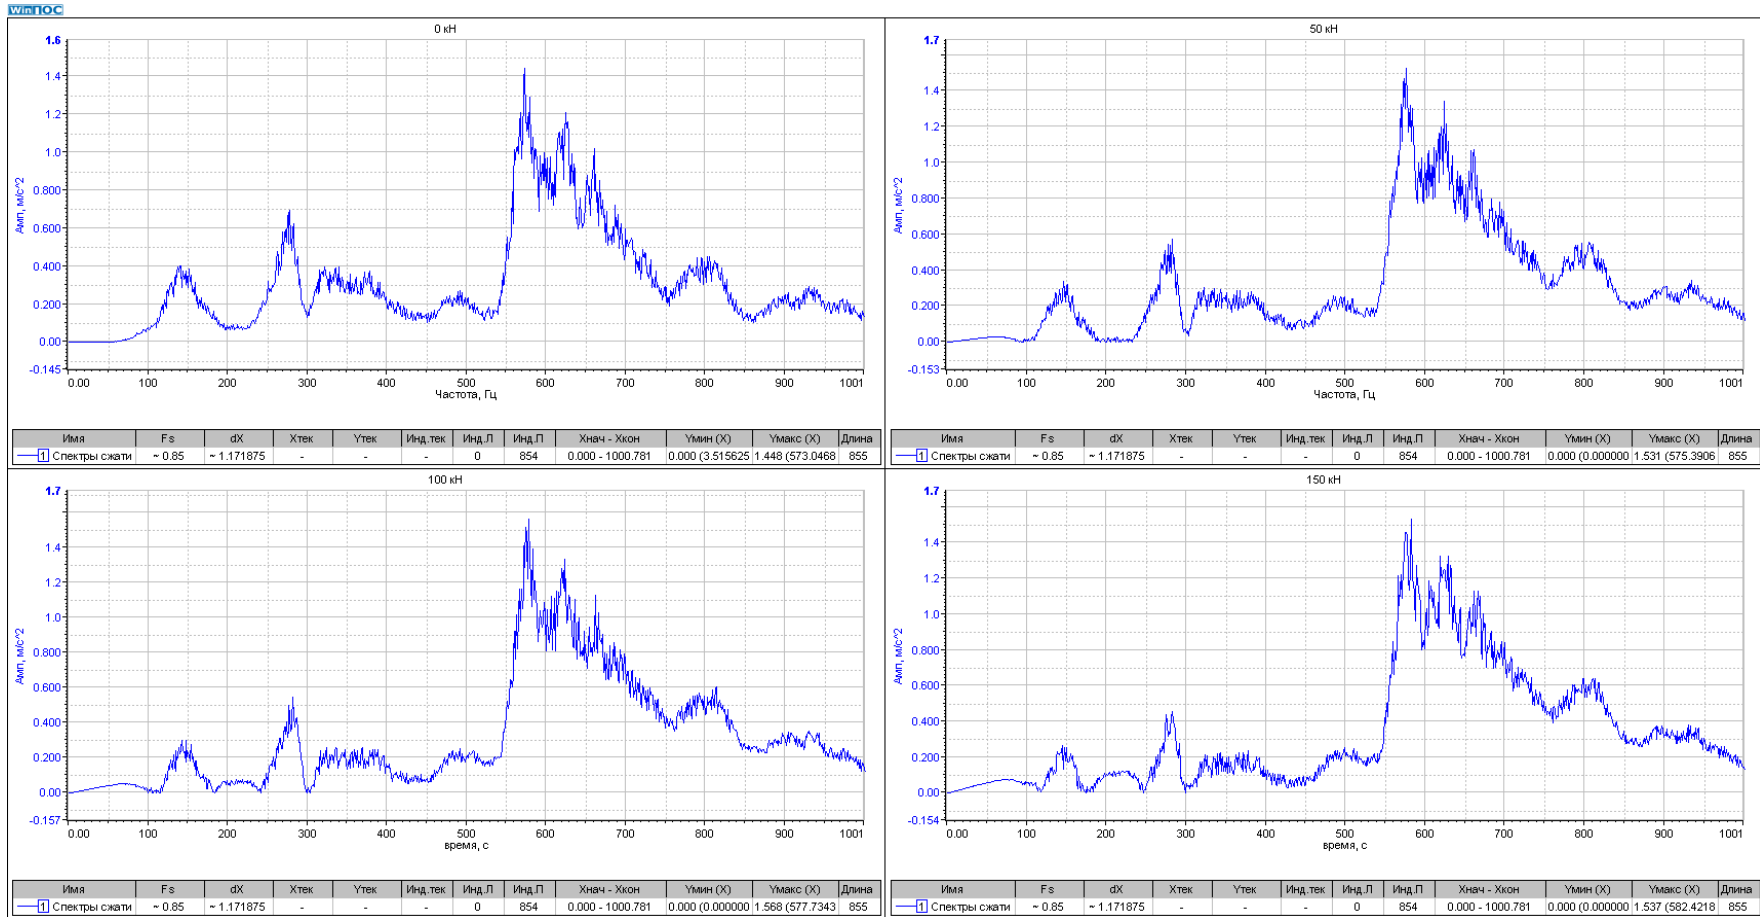 WinПОС
0 кН
1.6
1.4
1.2
1.0
0.800
0.600
0.400
0.200
0.00
-0.145
Амп, м/с^2
0.00 100 200 300 400 500 600 700 800 900 1001
Частота, Гц
Имя Fs dX Xтек Yтек Инд.тек Инд.Л Инд.П Xнач - Xкон Yмин (X) Yмакс (X) Длина
1 Спектры сжати ~ 0.85 ~ 1.171875 - - - 0 854 0.000 - 1000.781 0.000 (3.515625 1.448 (573.0468 855
50 кН
1.7
1.4
1.2
1.0
0.800
0.600
0.400
0.200
0.00
-0.153
Амп, м/с^2
0.00 100 200 300 400 500 600 700 800 900 1001
Частота, Гц
Имя Fs dX Xтек Yтек Инд.тек Инд.Л Инд.П Xнач - Xкон Yмин (X) Yмакс (X) Длина
1 Спектры сжати ~ 0.85 ~ 1.171875 - - - 0 854 0.000 - 1000.781 0.000 (0.000000 1.531 (575.3906 855
100 кН
1.7
1.4
1.2
1.0
0.800
0.600
0.400
0.200
0.00
-0.157
Амп, м/с^2
0.00 100 200 300 400 500 600 700 800 900 1001
время, с
Имя Fs dX Xтек Yтек Инд.тек Инд.Л Инд.П Xнач - Xкон Yмин (X) Yмакс (X) Длина
1 Спектры сжати ~ 0.85 ~ 1.171875 - - - 0 854 0.000 - 1000.781 0.000 (0.000000 1.568 (577.7343 855
150 кН
1.7
1.4
1.2
1.0
0.800
0.600
0.400
0.200
0.00
-0.154
Амп, м/с^2
0.00 100 200 300 400 500 600 700 800 900 1001
время, с
Имя Fs dX Xтек Yтек Инд.тек Инд.Л Инд.П Xнач - Xкон Yмин (X) Yмакс (X) Длина
1 Спектры сжати ~ 0.85 ~ 1.171875 - - - 0 854 0.000 - 1000.781 0.000 (0.000000 1.537 (582.4218 855